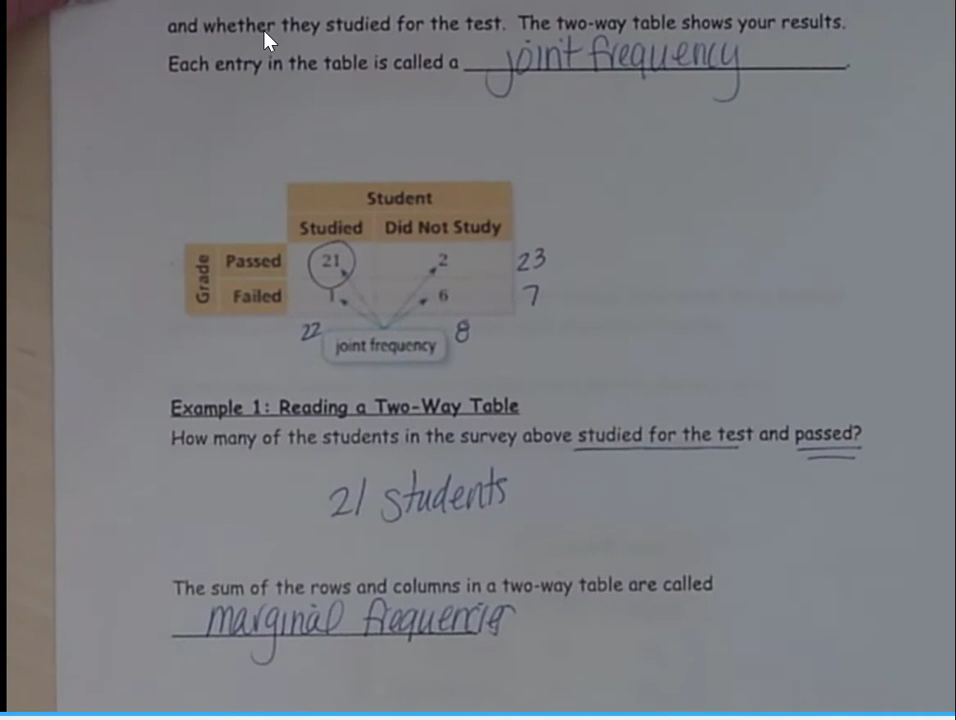 and whether they studied for the test. The two-way table shows your results.
Each entry in the table is called a joint frequency.
Student
Studied Did Not Study
Grade
Passed 21 2 23
Failed 1 6 7
22 8
joint frequency
Example 1: Reading a Two-Way Table
How many of the students in the survey above studied for the test and passed?
21 students
The sum of the rows and columns in a two-way table are called
marginal frequencies